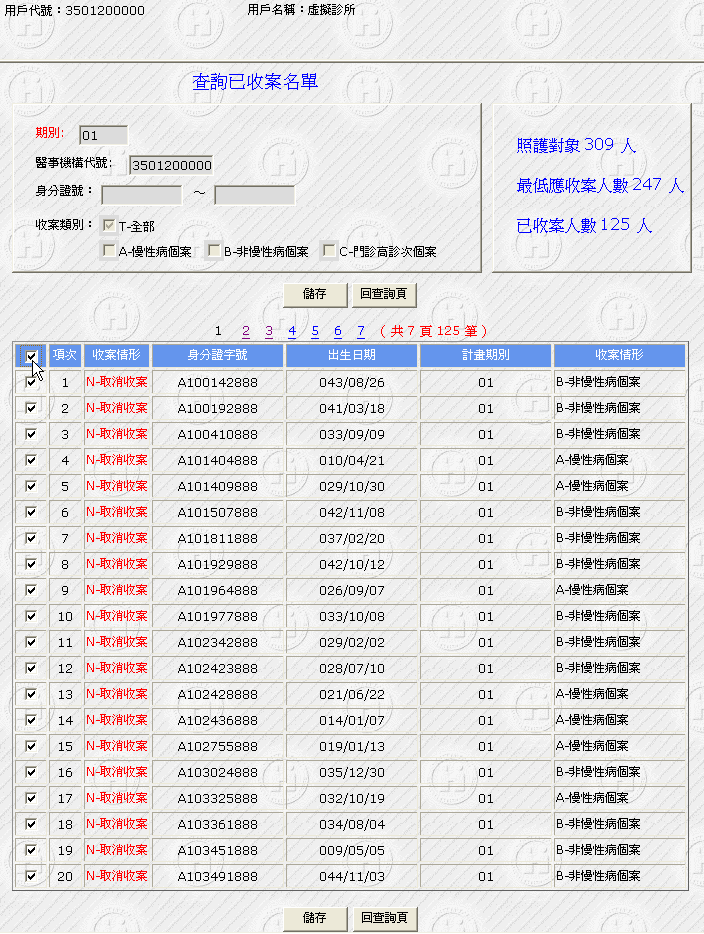 用戶代號：3501200000 用戶名稱：虛擬診所
查詢已收案名單
期別: 01
醫事機構代號: 3501200000
身分證號： ～
收案類別： T-全部
A-慢性病個案 B-非慢性病個案 C-門診高診次個案
照護對象 309 人
最低應收案人數 247 人
已收案人數 125 人
儲存 回查詢頁
1 2 3 4 5 6 7 ( 共 7 頁 125 筆 )
項次 收案情形 身分證字號 出生日期 計畫期別 收案情形
1 N-取消收案 A100142888 043/08/26 01 B-非慢性病個案
2 N-取消收案 A100192888 041/03/18 01 B-非慢性病個案
3 N-取消收案 A100410888 033/09/09 01 B-非慢性病個案
4 N-取消收案 A101404888 010/04/21 01 A-慢性病個案
5 N-取消收案 A101409888 029/10/30 01 A-慢性病個案
6 N-取消收案 A101507888 042/11/08 01 B-非慢性病個案
7 N-取消收案 A101811888 037/02/20 01 B-非慢性病個案
8 N-取消收案 A101929888 042/10/12 01 B-非慢性病個案
9 N-取消收案 A101964888 026/09/07 01 A-慢性病個案
10 N-取消收案 A101977888 033/10/08 01 B-非慢性病個案
11 N-取消收案 A102342888 029/02/02 01 B-非慢性病個案
12 N-取消收案 A102423888 028/07/10 01 B-非慢性病個案
13 N-取消收案 A102428888 021/06/22 01 A-慢性病個案
14 N-取消收案 A102436888 014/01/07 01 A-慢性病個案
15 N-取消收案 A102755888 019/01/13 01 A-慢性病個案
16 N-取消收案 A103024888 035/12/30 01 B-非慢性病個案
17 N-取消收案 A103325888 032/10/19 01 A-慢性病個案
18 N-取消收案 A103361888 034/08/04 01 B-非慢性病個案
19 N-取消收案 A103451888 009/05/05 01 B-非慢性病個案
20 N-取消收案 A103491888 044/11/03 01 B-非慢性病個案
儲存 回查詢頁